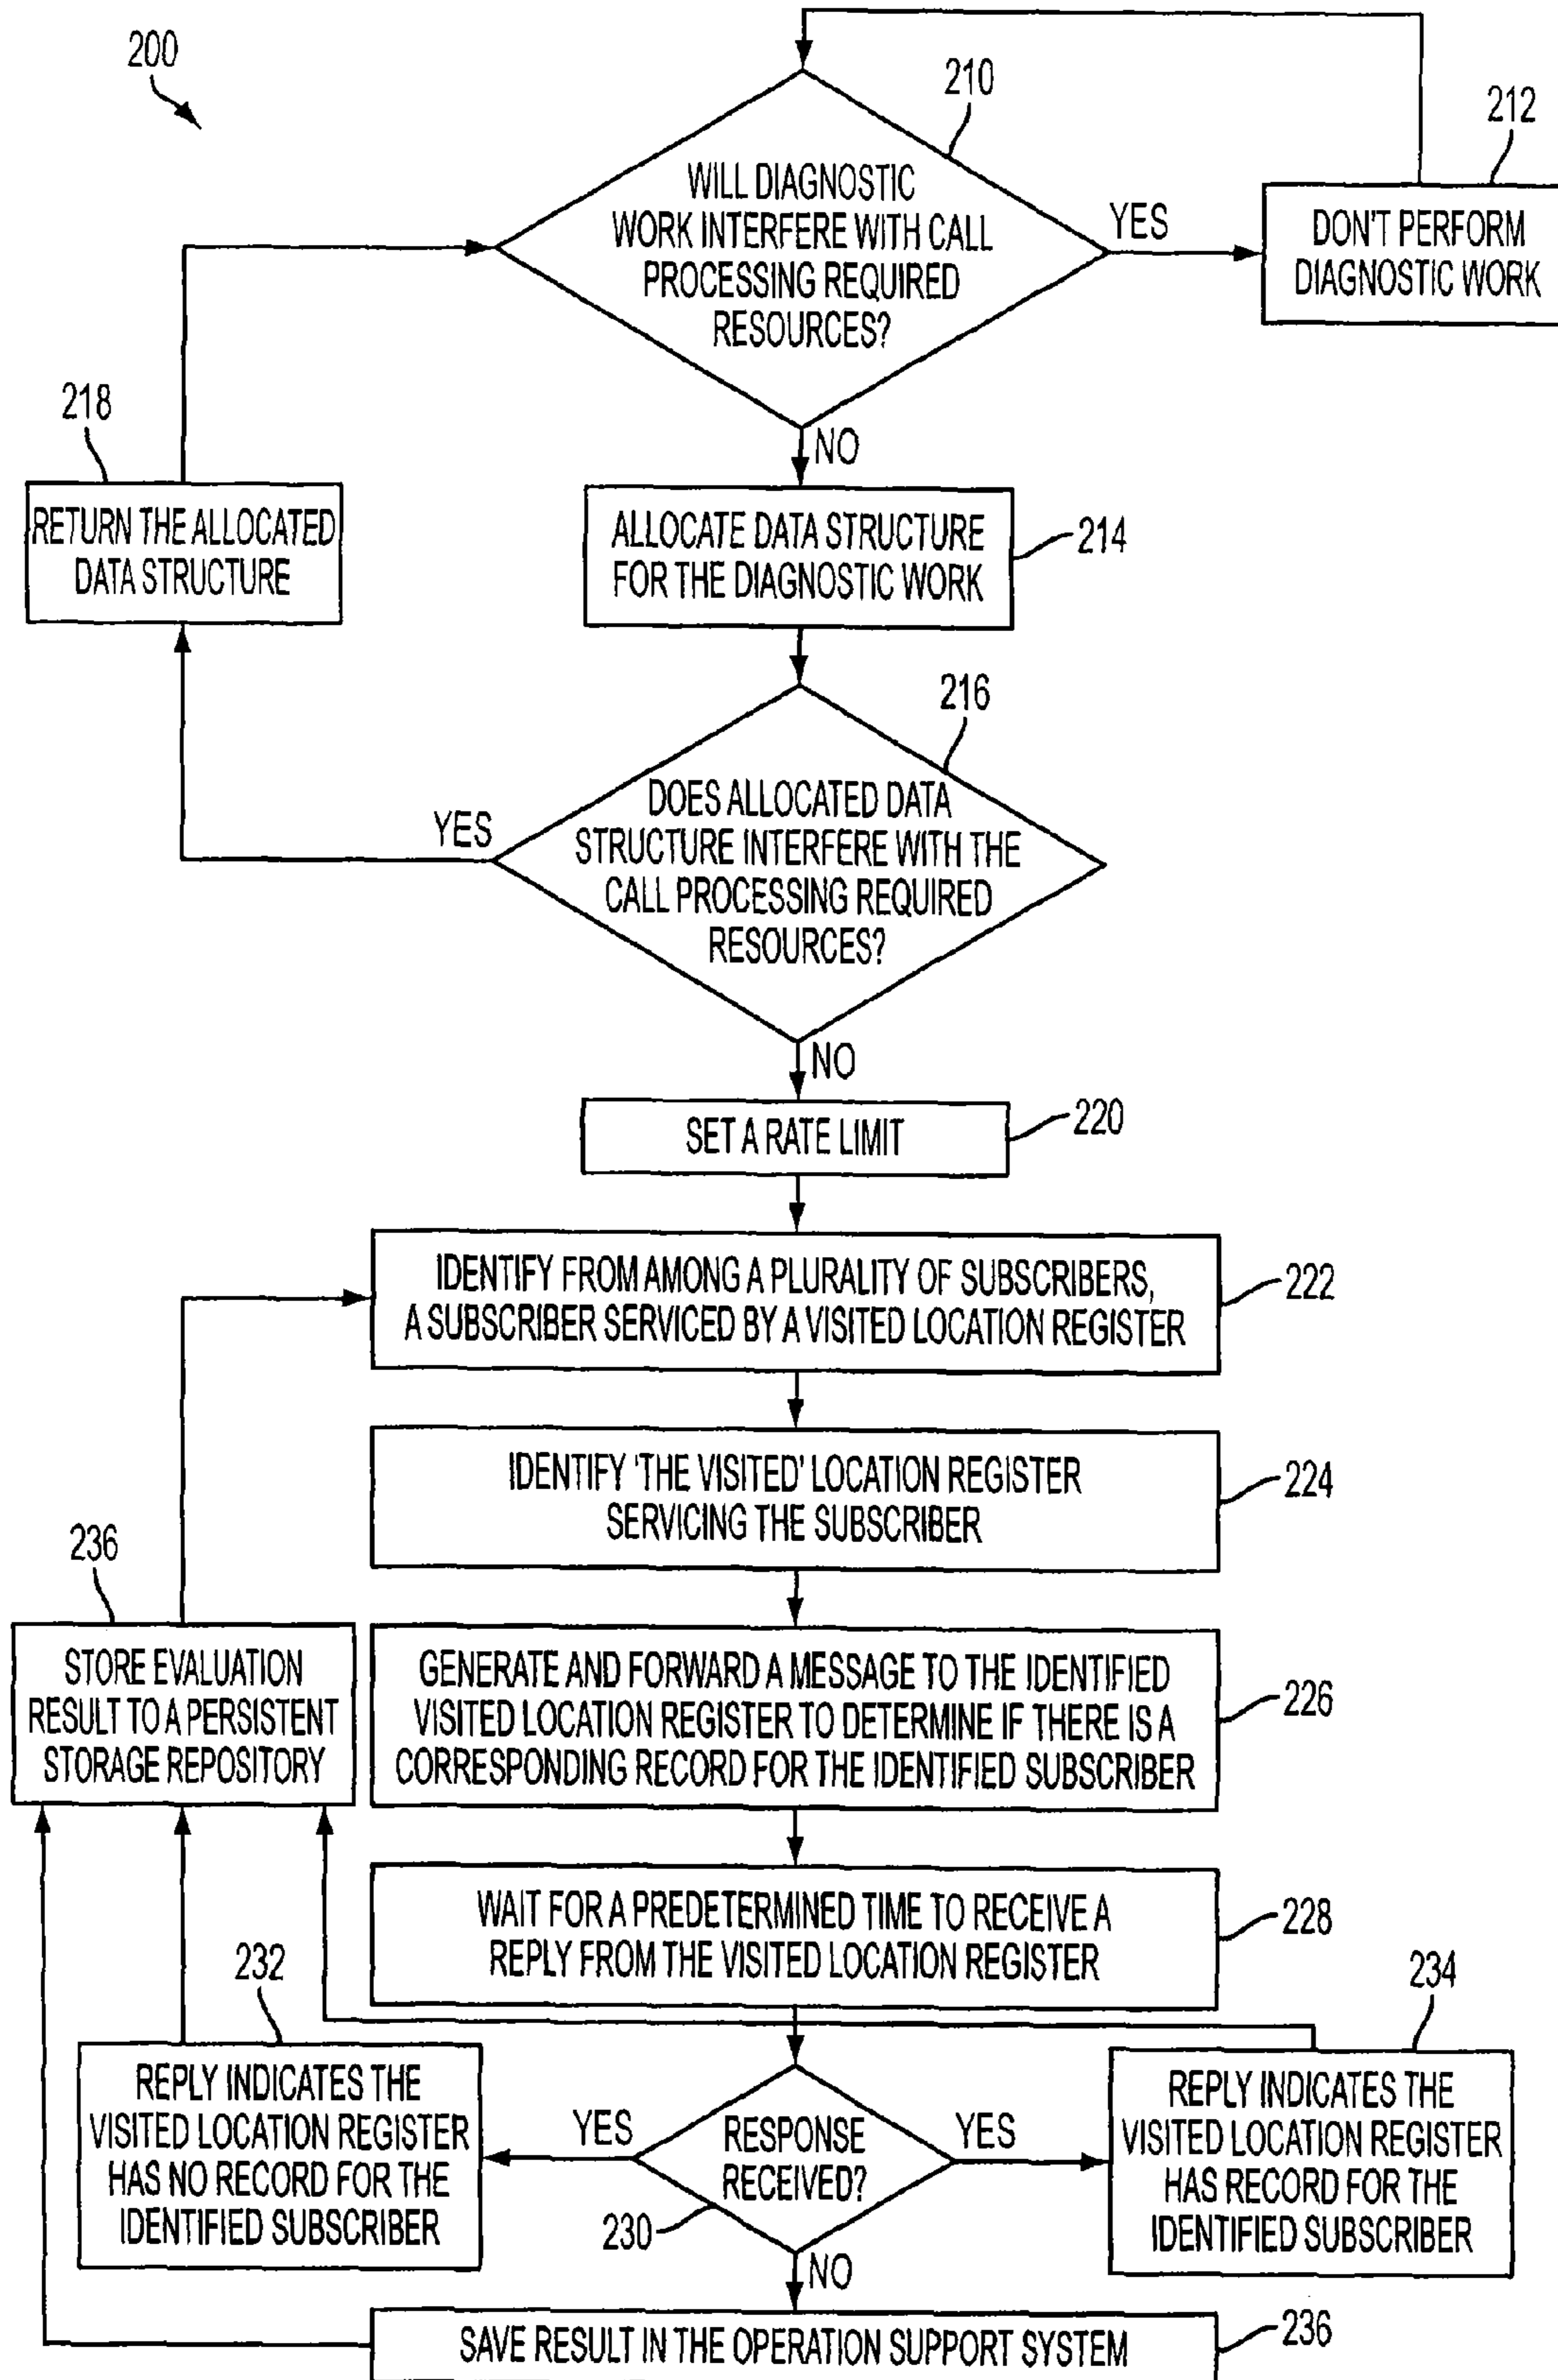 200
210
212
WILL DIAGNOSTIC
WORK INTERFERE WITH CALL
PROCESSING REQUIRED
RESOURCES?
YES
DON'T PERFORM
DIAGNOSTIC WORK
NO
218
RETURN THE ALLOCATED
DATA STRUCTURE
ALLOCATE DATA STRUCTURE
FOR THE DIAGNOSTIC WORK
214
216
DOES ALLOCATED DATA
STRUCTURE INTERFERE WITH THE
CALL PROCESSING REQUIRED
RESOURCES?
YES
NO
SET A RATE LIMIT
220
IDENTIFY FROM AMONG A PLURALITY OF SUBSCRIBERS,
A SUBSCRIBER SERVICED BY A VISITED LOCATION REGISTER
222
IDENTIFY 'THE VISITED' LOCATION REGISTER
SERVICING THE SUBSCRIBER
224
236
STORE EVALUATION
RESULT TO A PERSISTENT
STORAGE REPOSITORY
GENERATE AND FORWARD A MESSAGE TO THE IDENTIFIED
VISITED LOCATION REGISTER TO DETERMINE IF THERE IS A
CORRESPONDING RECORD FOR THE IDENTIFIED SUBSCRIBER
226
WAIT FOR A PREDETERMINED TIME TO RECEIVE A
REPLY FROM THE VISITED LOCATION REGISTER
228
232
REPLY INDICATES THE
VISITED LOCATION REGISTER
HAS NO RECORD FOR THE
IDENTIFIED SUBSCRIBER
YES
RESPONSE
RECEIVED?
230
YES
234
REPLY INDICATES THE
VISITED LOCATION REGISTER
HAS RECORD FOR THE
IDENTIFIED SUBSCRIBER
NO
SAVE RESULT IN THE OPERATION SUPPORT SYSTEM
236